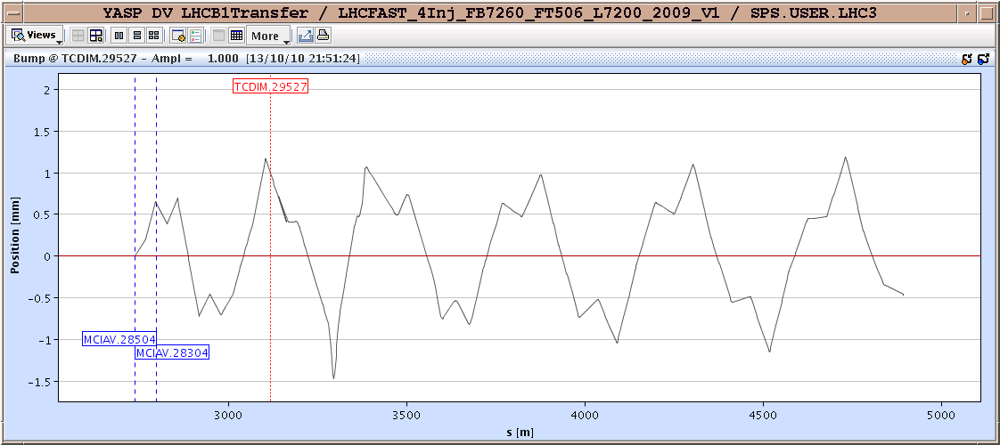 YASP DV LHCB1Transfer / LHCFAST_4Inj_FB7260_FT506_L7200_2009_V1 / SPS.USER.LHC3
Views More
Bump @ TCDIM.29527 - Ampl = 1.000 [13/10/10 21:51:24]
TCDIM.29527
2
1.5
1
0.5
0
-0.5
-1
-1.5
Position [mm]
MCIAV.28504
MCIAV.28304
3000 3500 4000 4500 5000
s [m]